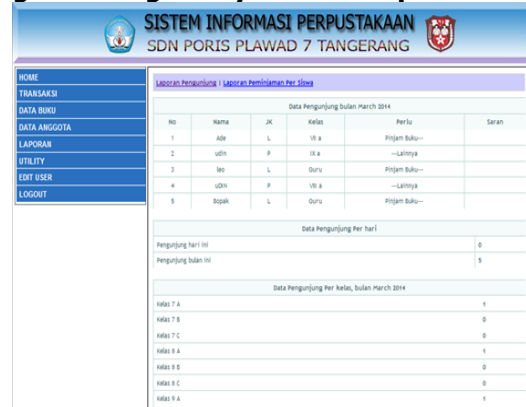 SISTEM INFORMASI PERPUSTAKAAN
SDN PORIS PLAWAD 7 TANGERANG
HOME
TRANSAKSI
DATA BUKU
DATA ANGGOTA
LAPORAN
UTILITY
EDIT USER
LOGOUT
Laporan Pengunjung | Laporan Peminjaman Per Siswa
Data Pengunjung bulan March 2014
No Nama JK Kelas Perlu Saran
1 Ade L VII a Pinjam Buku---
2 udin P IX a ---Lainnya
3 leo L Guru Pinjam Buku---
4 uDIN P VIII a ---Lainnya
5 Bopak L Guru Pinjam Buku---
Data Pengunjung Per hari
Pengunjung hari ini 0
Pengunjung bulan ini 5
Data Pengunjung Per kelas, bulan March 2014
Kelas 7 A 1
Kelas 7 B 0
Kelas 7 C 0
Kelas 8 A 1
Kelas 8 B 0
Kelas 8 C 0
Kelas 9 A 1